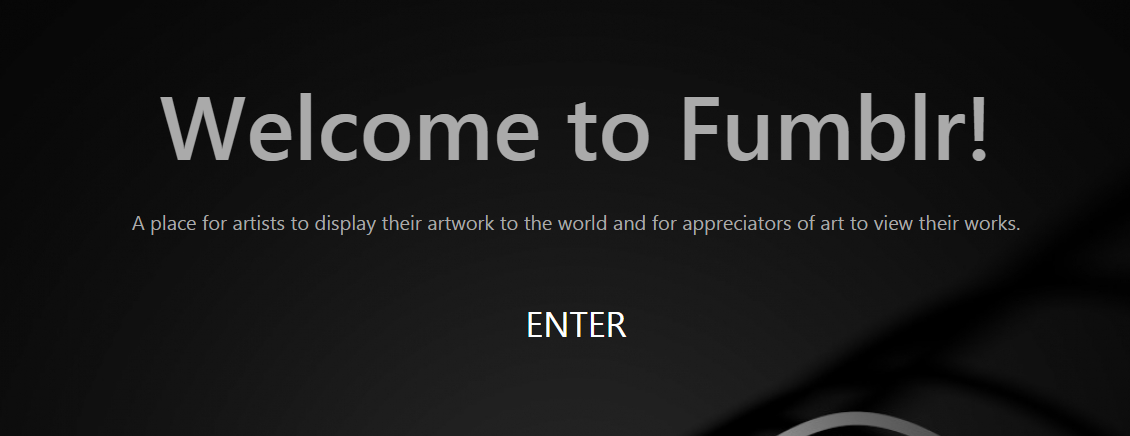 Welcome to Fumblr!
A place for artists to display their artwork to the world and for appreciators of art to view their works.
ENTER